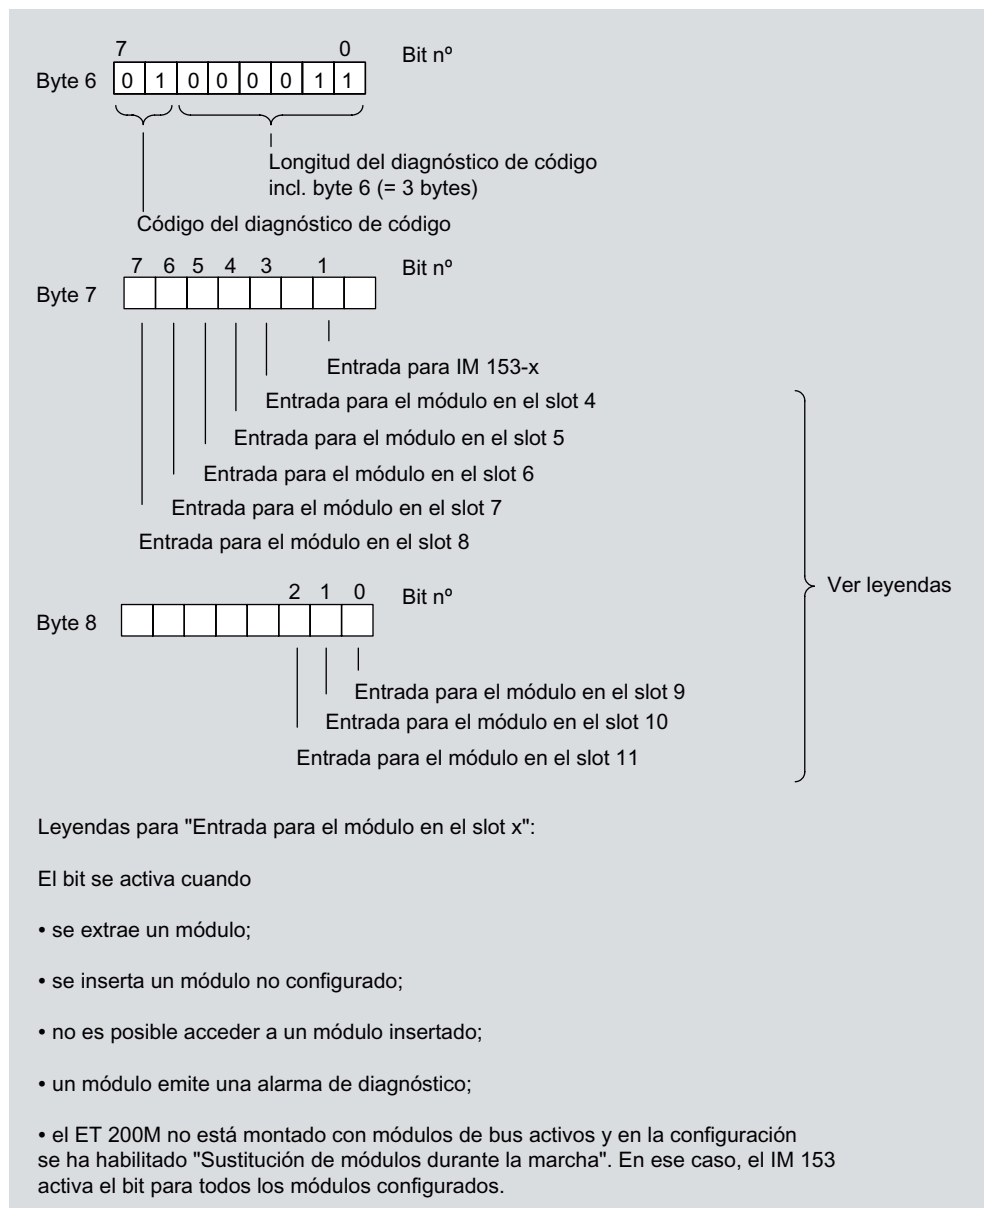 7 0 Bit nº
Byte 6 0 1 0 0 0 0 1 1
Longitud del diagnóstico de código
incl. byte 6 (= 3 bytes)
Código del diagnóstico de código
7 6 5 4 3 1 Bit nº
Byte 7
Entrada para IM 153-x
Entrada para el módulo en el slot 4
Entrada para el módulo en el slot 5
Entrada para el módulo en el slot 6
Entrada para el módulo en el slot 7
Entrada para el módulo en el slot 8
Ver leyendas
2 1 0 Bit nº
Byte 8
Entrada para el módulo en el slot 9
Entrada para el módulo en el slot 10
Entrada para el módulo en el slot 11
Leyendas para "Entrada para el módulo en el slot x":
El bit se activa cuando
• se extrae un módulo;
• se inserta un módulo no configurado;
• no es posible acceder a un módulo insertado;
• un módulo emite una alarma de diagnóstico;
• el ET 200M no está montado con módulos de bus activos y en la configuración
se ha habilitado "Sustitución de módulos durante la marcha". En ese caso, el IM 153
activa el bit para todos los módulos configurados.